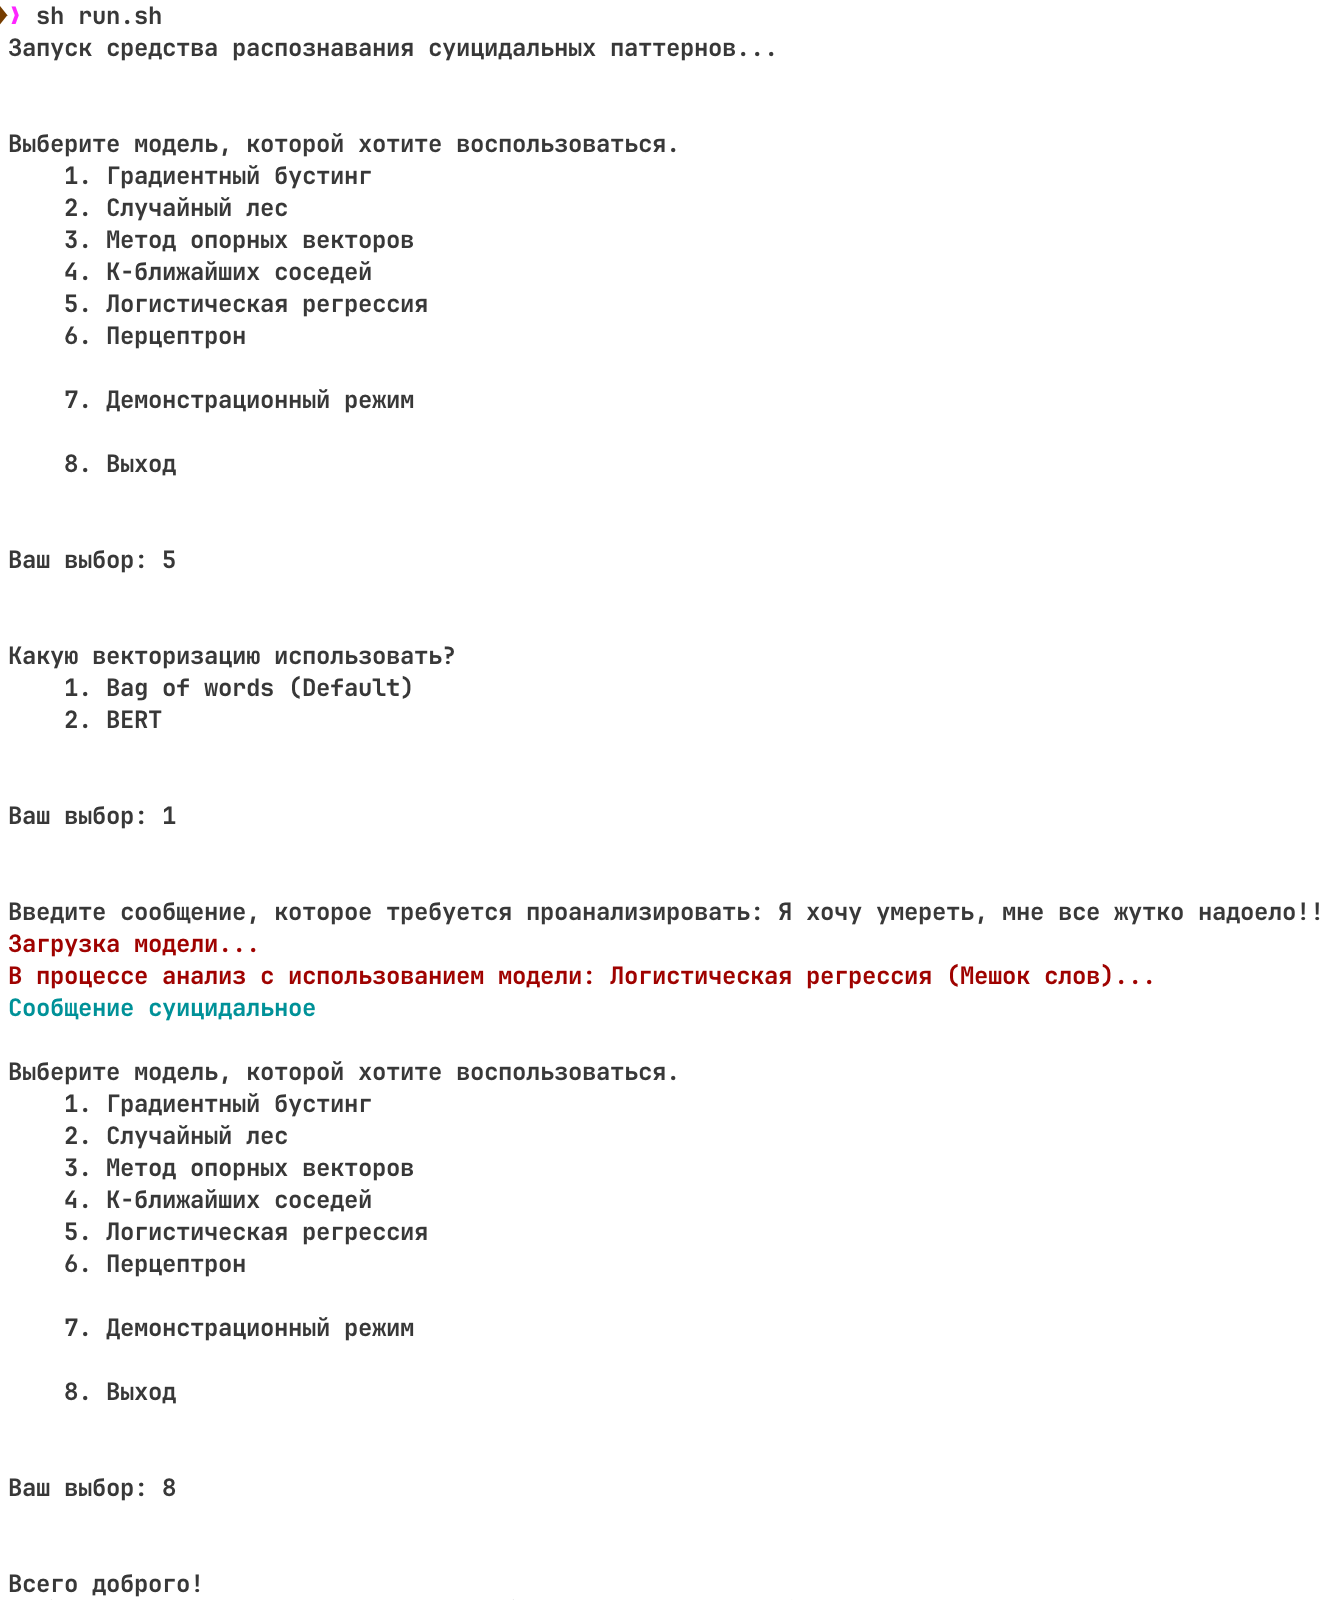 ❯ sh run.sh
Запуск средства распознавания суицидальных паттернов...
Выберите модель, которой хотите воспользоваться.
1. Градиентный бустинг
2. Случайный лес
3. Метод опорных векторов
4. К-ближайших соседей
5. Логистическая регрессия
6. Перцептрон
7. Демонстрационный режим
8. Выход
Ваш выбор: 5
Какую векторизацию использовать?
1. Bag of words (Default)
2. BERT
Ваш выбор: 1
Введите сообщение, которое требуется проанализировать: Я хочу умереть, мне все жутко надоело!!
Загрузка модели...
В процессе анализ с использованием модели: Логистическая регрессия (Мешок слов)...
Сообщение суицидальное
Выберите модель, которой хотите воспользоваться.
1. Градиентный бустинг
2. Случайный лес
3. Метод опорных векторов
4. К-ближайших соседей
5. Логистическая регрессия
6. Перцептрон
7. Демонстрационный режим
8. Выход
Ваш выбор: 8
Всего доброго!